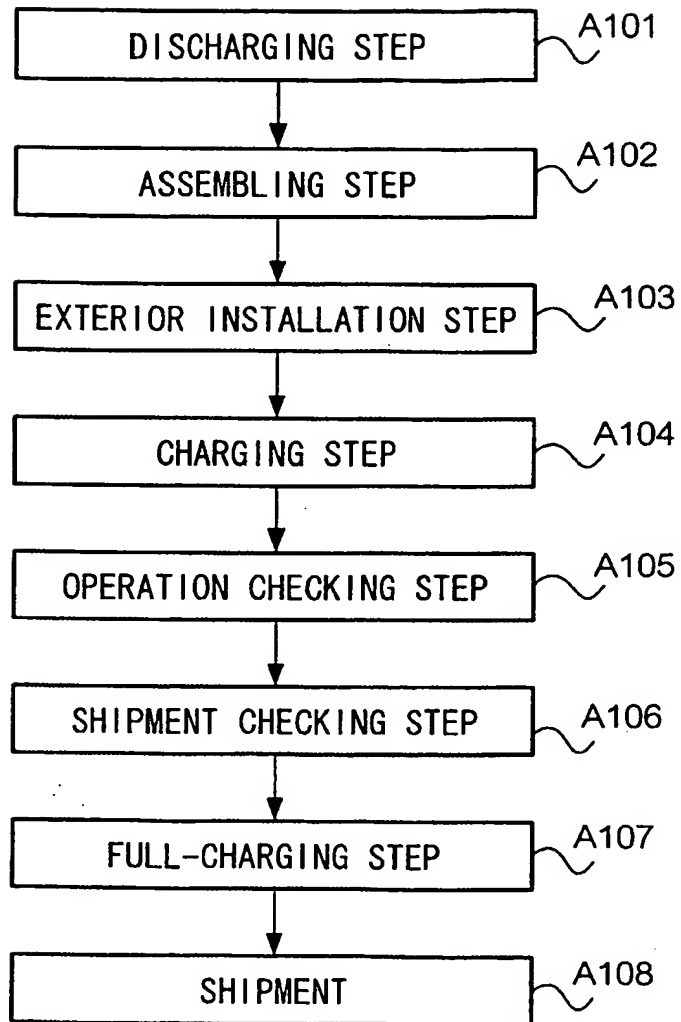 DISCHARGING STEP A101
ASSEMBLING STEP A102
EXTERIOR INSTALLATION STEP A103
CHARGING STEP A104
OPERATION CHECKING STEP A105
SHIPMENT CHECKING STEP A106
FULL-CHARGING STEP A107
SHIPMENT A108